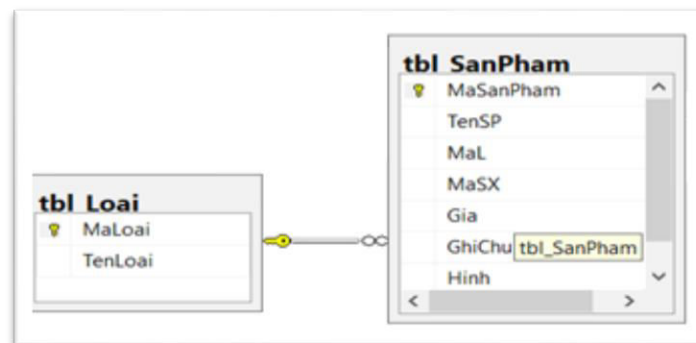 tbl_SanPham
MaSanPham
TenSP
MaL
MaSX
Gia
GhiChu
tbl_SanPham
Hinh
tbl_Loai
MaLoai
TenLoai